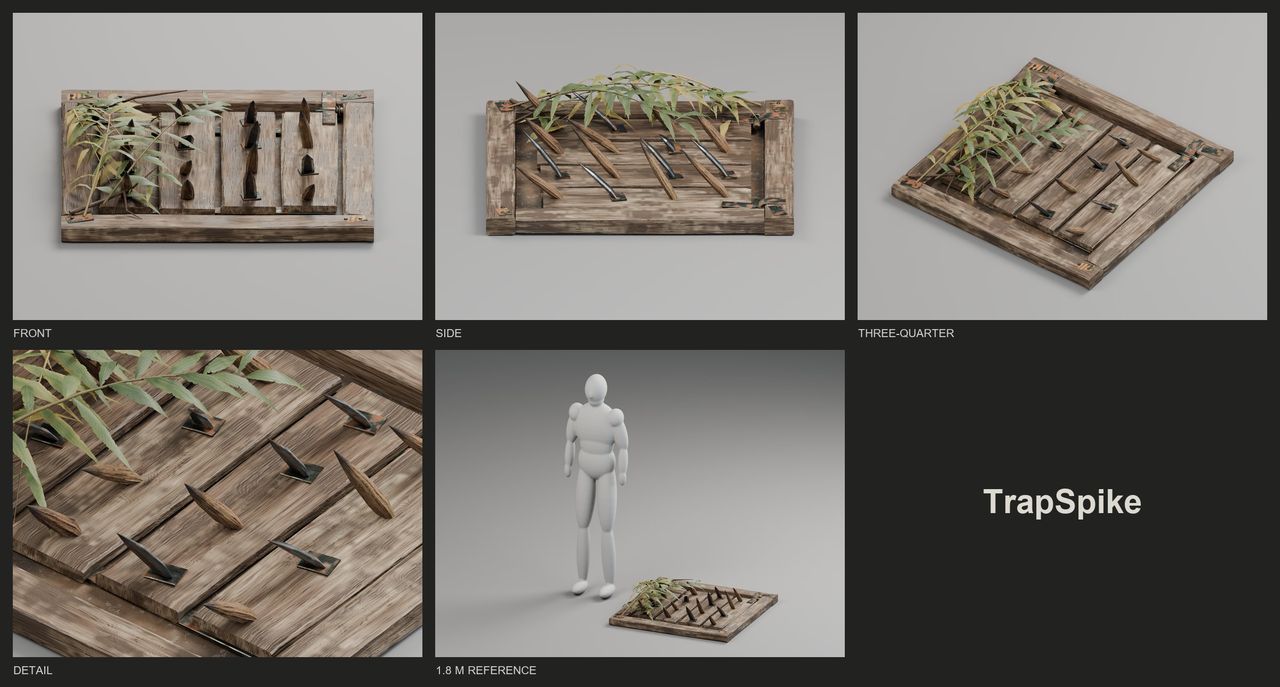 FRONT
SIDE
THREE-QUARTER
DETAIL
1.8 M REFERENCE
TrapSpike